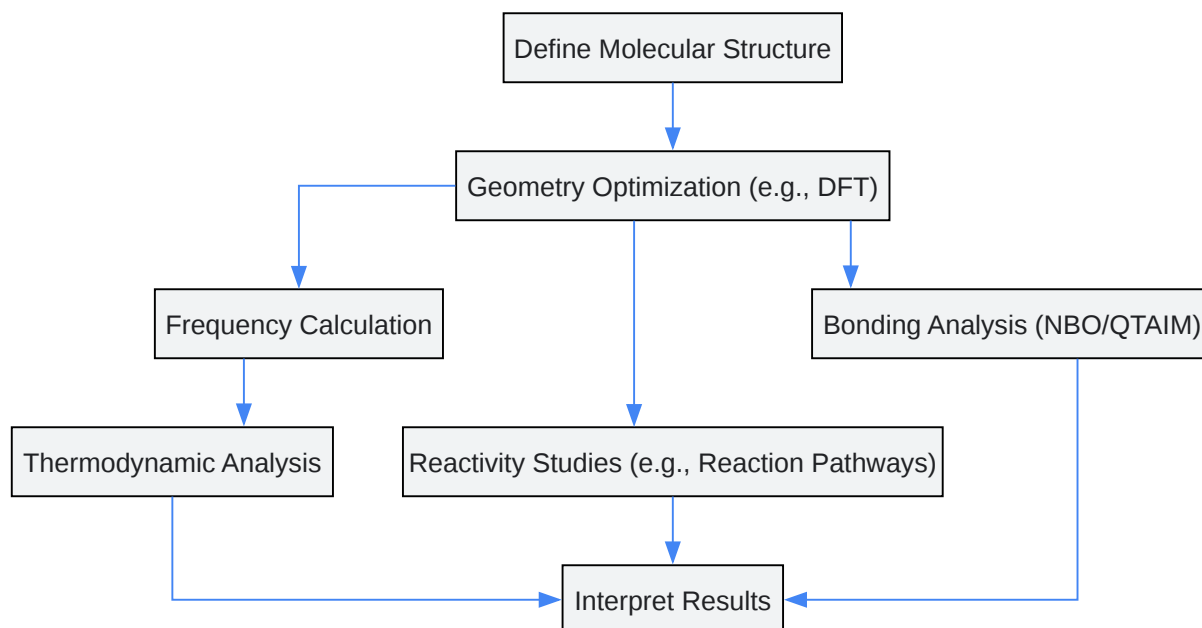 Define Molecular Structure
Geometry Optimization (e.g., DFT)
Frequency Calculation
Bonding Analysis (NBO/QTAIM)
Thermodynamic Analysis
Reactivity Studies (e.g., Reaction Pathways)
Interpret Results